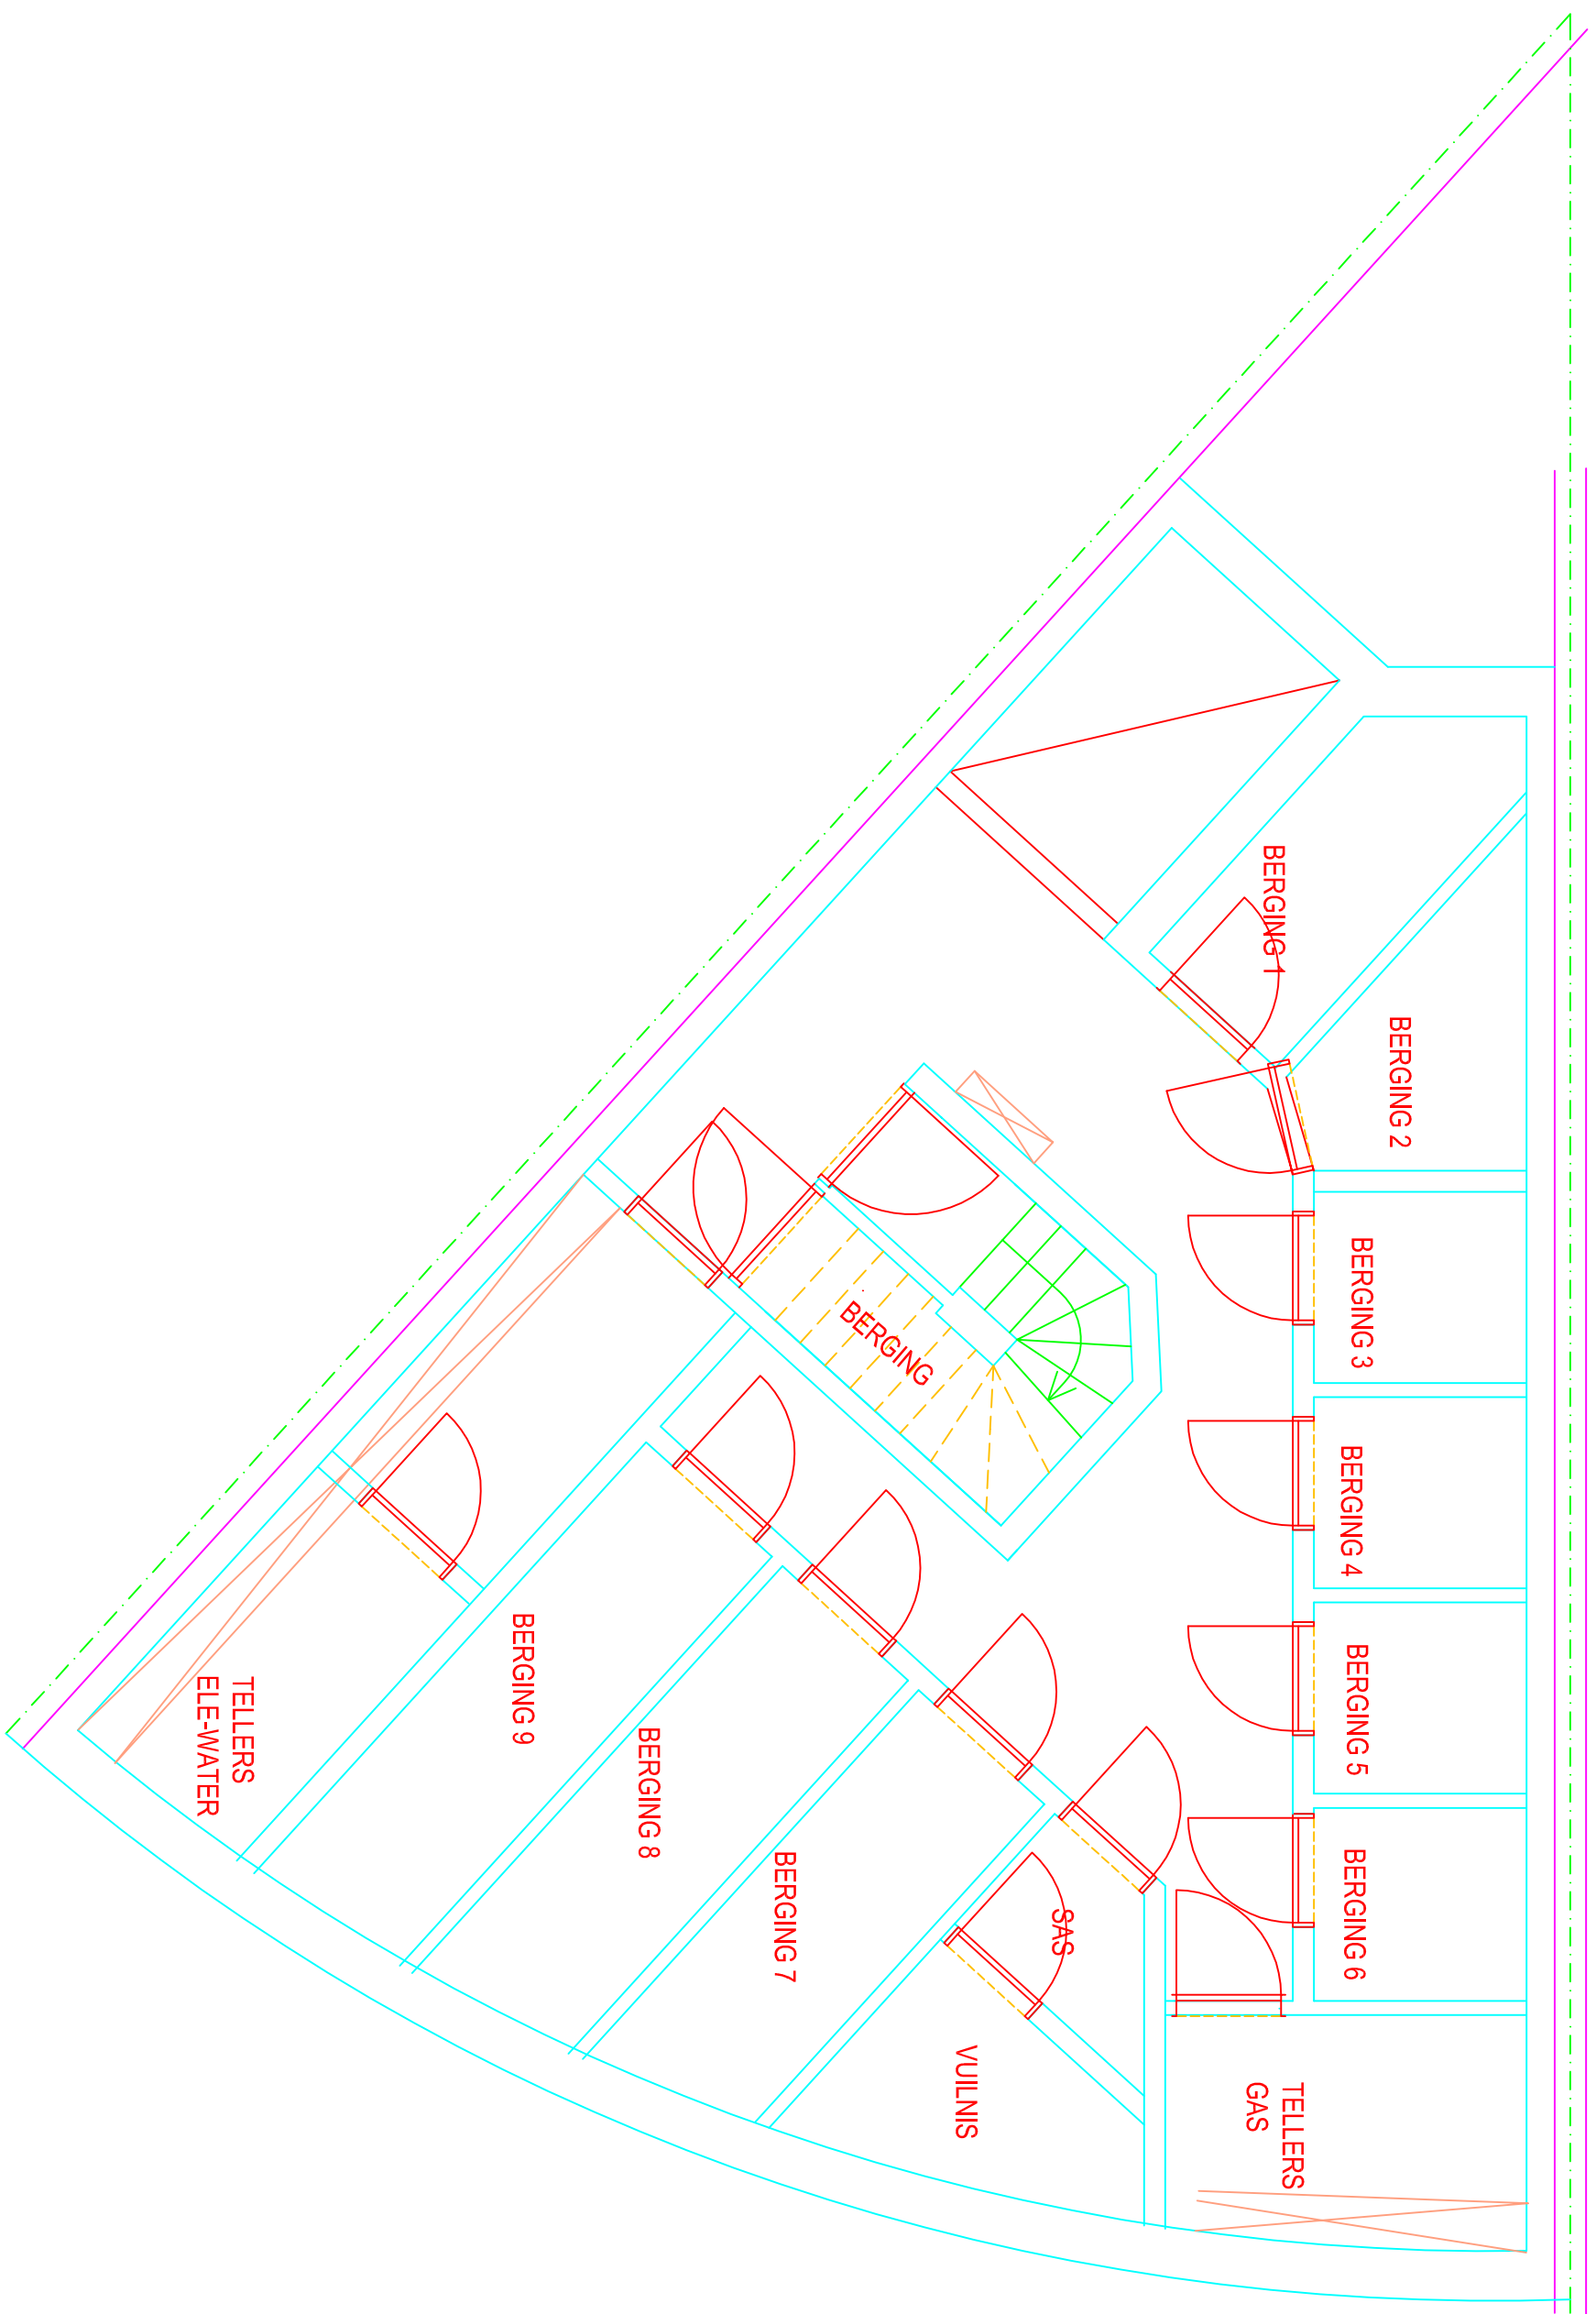 BERGING 1
BERGING 2
BERGING 3
BERGING
BERGING 4
BERGING 5
BERGING 6
BERGING 9
BERGING 8
BERGING 7
TELLERS
ELE-WATER
SAS
VUILNIS
TELLERS
GAS